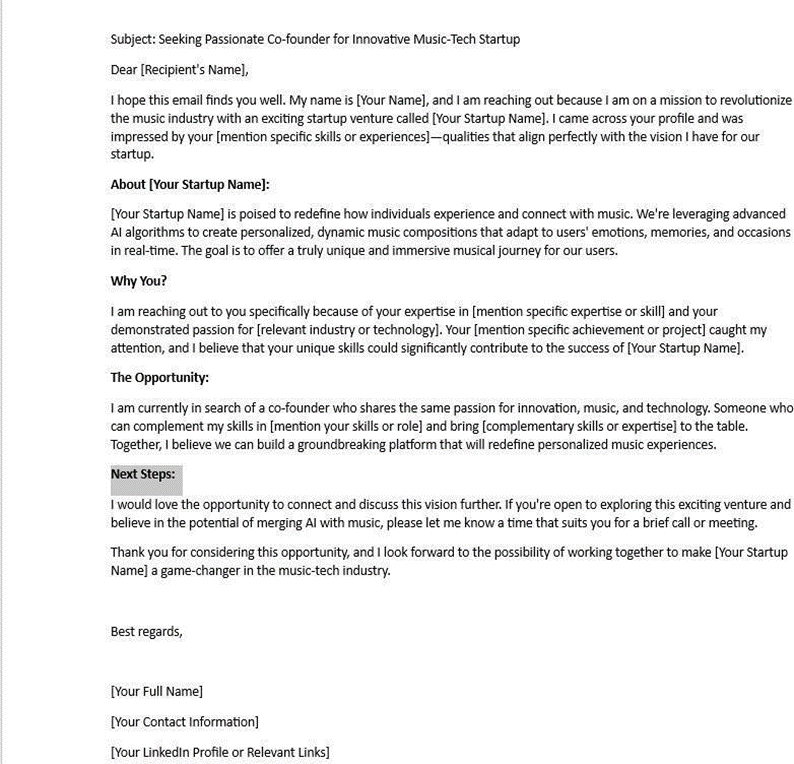 Subject: Seeking Passionate Co-founder for Innovative Music-Tech Startup
Dear [Recipient's Name],
I hope this email finds you well. My name is [Your Name], and I am reaching out because I am on a mission to revolutionize
the music industry with an exciting startup venture called [Your Startup Name]. I came across your profile and was
impressed by your [mention specific skills or experiences]—qualities that align perfectly with the vision I have for our
startup.
About [Your Startup Name]:
[Your Startup Name] is poised to redefine how individuals experience and connect with music. We're leveraging advanced
AI algorithms to create personalized, dynamic music compositions that adapt to users' emotions, memories, and occasions
in real-time. The goal is to offer a truly unique and immersive musical journey for our users.
Why You?
I am reaching out to you specifically because of your expertise in [mention specific expertise or skill] and your
demonstrated passion for [relevant industry or technology]. Your [mention specific achievement or project] caught my
attention, and I believe that your unique skills could significantly contribute to the success of [Your Startup Name].
The Opportunity:
I am currently in search of a co-founder who shares the same passion for innovation, music, and technology. Someone who
can complement my skills in [mention your skills or role] and bring [complementary skills or expertise] to the table.
Together, I believe we can build a groundbreaking platform that will redefine personalized music experiences.
Next Steps:
I would love the opportunity to connect and discuss this vision further. If you're open to exploring this exciting venture and
believe in the potential of merging AI with music, please let me know a time that suits you for a brief call or meeting.
Thank you for considering this opportunity, and I look forward to the possibility of working together to make [Your Startup
Name] a game-changer in the music-tech industry.
Best regards,
[Your Full Name]
[Your Contact Information]
[Your LinkedIn Profile or Relevant Links]